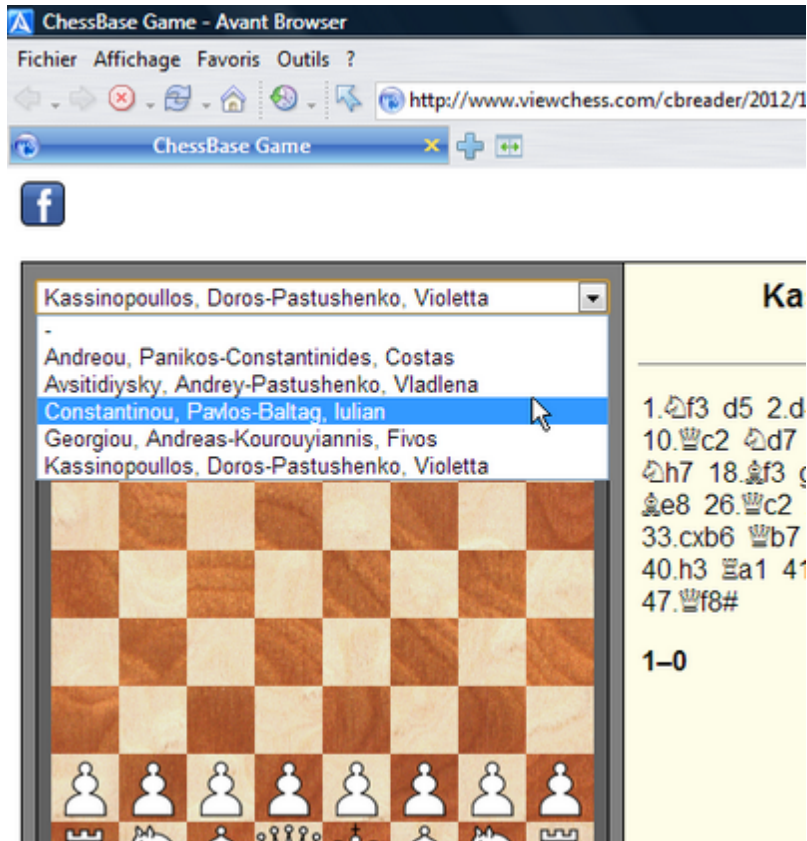 ChessBase Game - Avant Browser
Fichier Affichage Favoris Outils ?
http://www.viewchess.com/cbreader/2012/1
ChessBase Game
f
Kassinopoullos, Doros-Pastushenko, Violetta
-
Andreou, Panikos-Constantinides, Costas
Avsitidiysky, Andrey-Pastushenko, Vladlena
Constantinou, Pavlos-Baltag, Iulian
Georgiou, Andreas-Kourouyiannis, Fivos
Kassinopoullos, Doros-Pastushenko, Violetta
Kas
1.♘f3 d5 2.d
10.♕c2 ♘d7
♘h7 18.♗f3 g
♗e8 26.♕c2
33.cxb6 ♕b7
40.h3 ♖a1 41
47.♕f8#
1–0